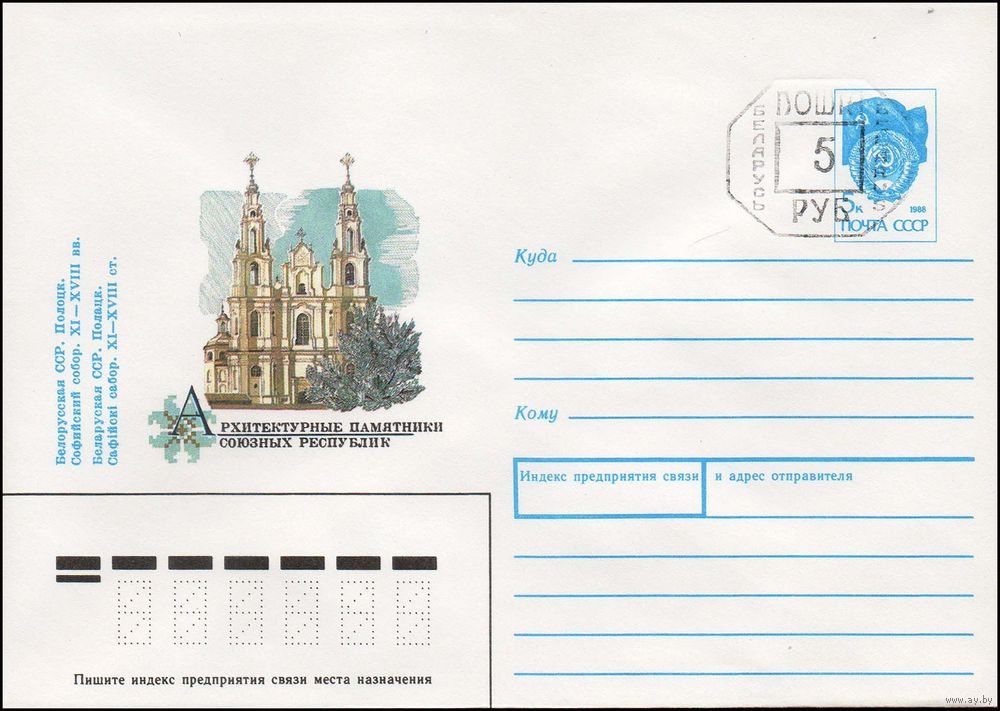 Белорусская ССР. Полоцк.
Софийский собор. XI—XVIII вв.
Беларуская ССР. Полацк.
Сафійскі сабор. XI—XVIII ст.
АРХИТЕКТУРНЫЕ ПАМЯТНИКИ
СОЮЗНЫХ РЕСПУБЛИК
БЕЛАРУСЬ
5
РУБ
5к 1988
ПОЧТА СССР
Куда
Кому
Индекс предприятия связи и адрес отправителя
Пишите индекс предприятия связи места назначения
www.ay.by